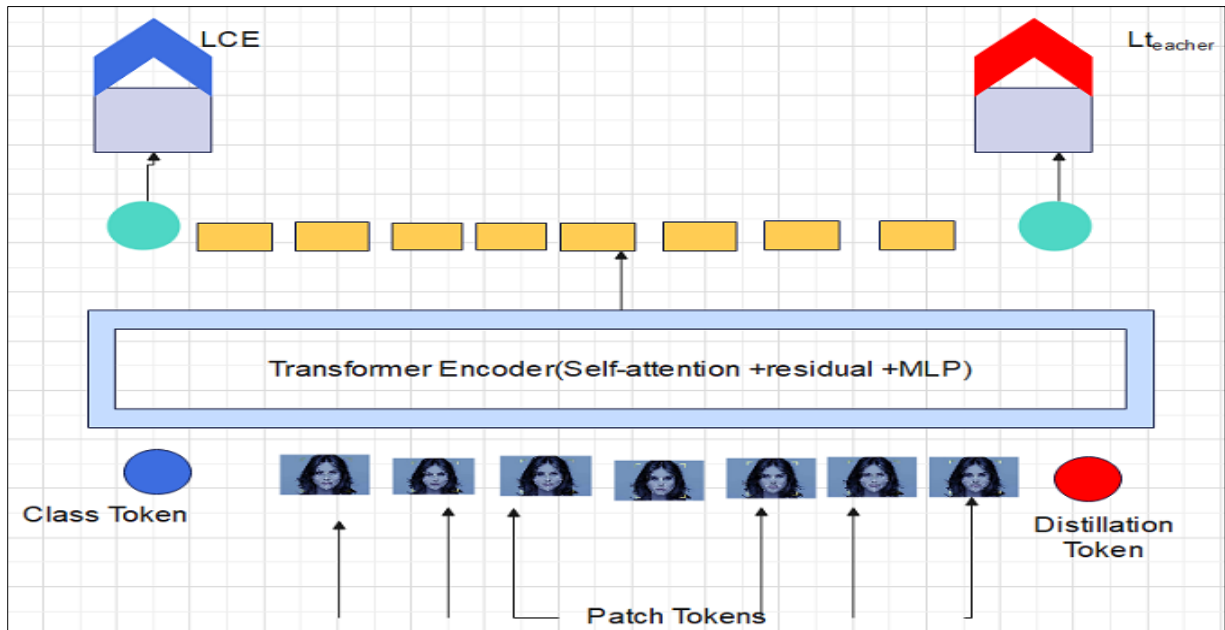 LCE
Lteacher
Transformer Encoder(Self-attention +residual +MLP)
Class Token
Distillation
Token
Patch Tokens